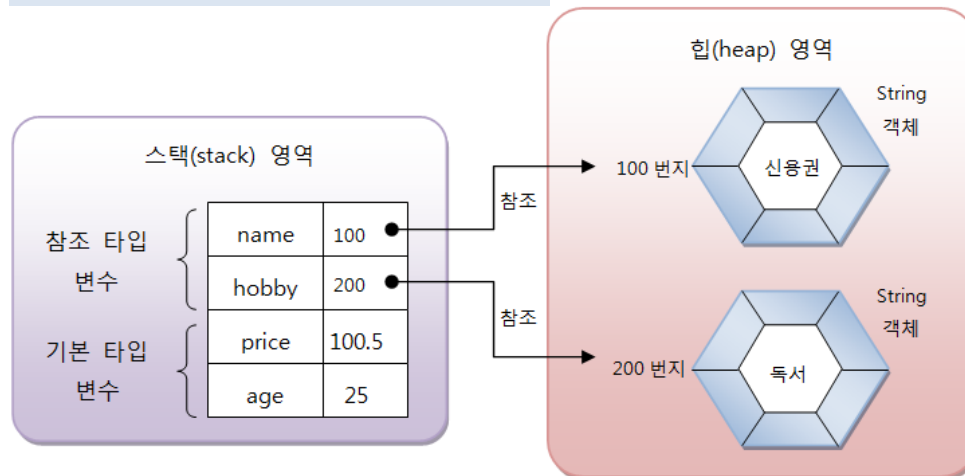 스택(stack) 영역
참조 타입
변수
기본 타입
변수
name 100
hobby 200
price 100.5
age 25
참조
참조
힙(heap) 영역
String
객체
100 번지
신용권
String
객체
200 번지
독서